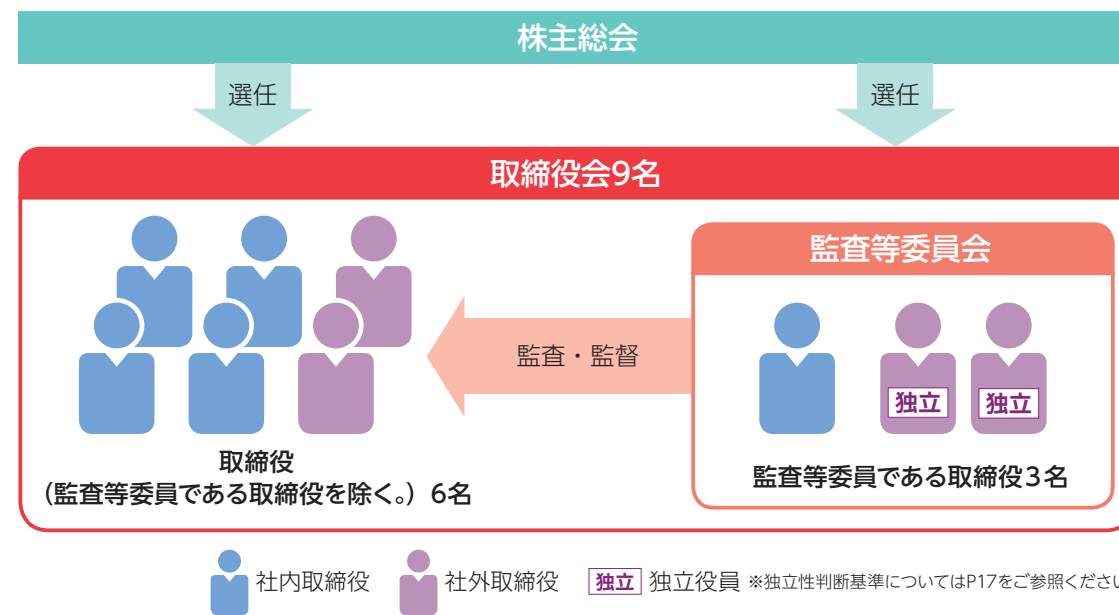 株主総会
選任
選任
取締役会9名
監査等委員会
監査・監督
独立
独立
取締役
（監査等委員である取締役を除く。）6名
監査等委員である取締役3名
社内取締役
社外取締役
独立 独立役員 ※独立性判断基準についてはP17をご参照くださ